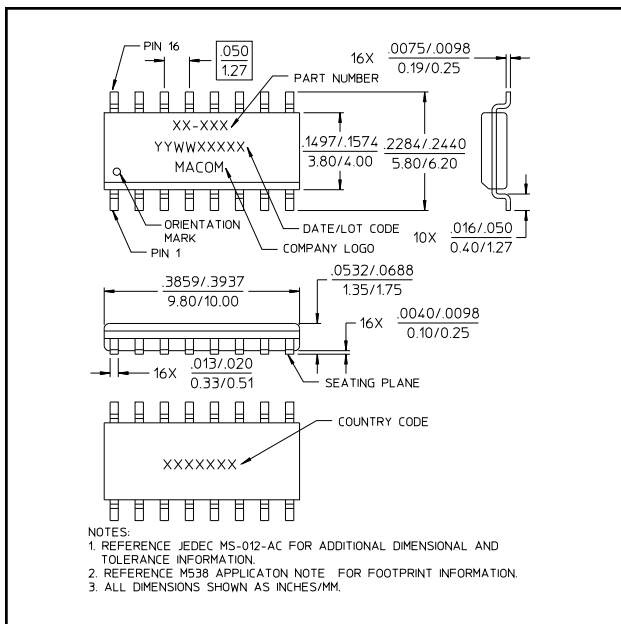 PIN 16
.050
1.27
16X .0075/.0098
0.19/0.25
PART NUMBER
XX-XXX
YYWWXXXXX
MACOM
.1497/.1574
3.80/4.00
.2284/.2440
5.80/6.20
ORIENTATION
MARK
PIN 1
DATE/LOT CODE
COMPANY LOGO
10X .016/.050
0.40/1.27
.3859/.3937
9.80/10.00
.0532/.0688
1.35/1.75
16X .0040/.0098
0.10/0.25
16X .013/.020
0.33/0.51
SEATING PLANE
COUNTRY CODE
XXXXXXX
NOTES:
1. REFERENCE JEDEC MS-012-AC FOR ADDITIONAL DIMENSIONAL AND
TOLERANCE INFORMATION.
2. REFERENCE M538 APPLICATON NOTE FOR FOOTPRINT INFORMATION.
3. ALL DIMENSIONS SHOWN AS INCHES/MM.